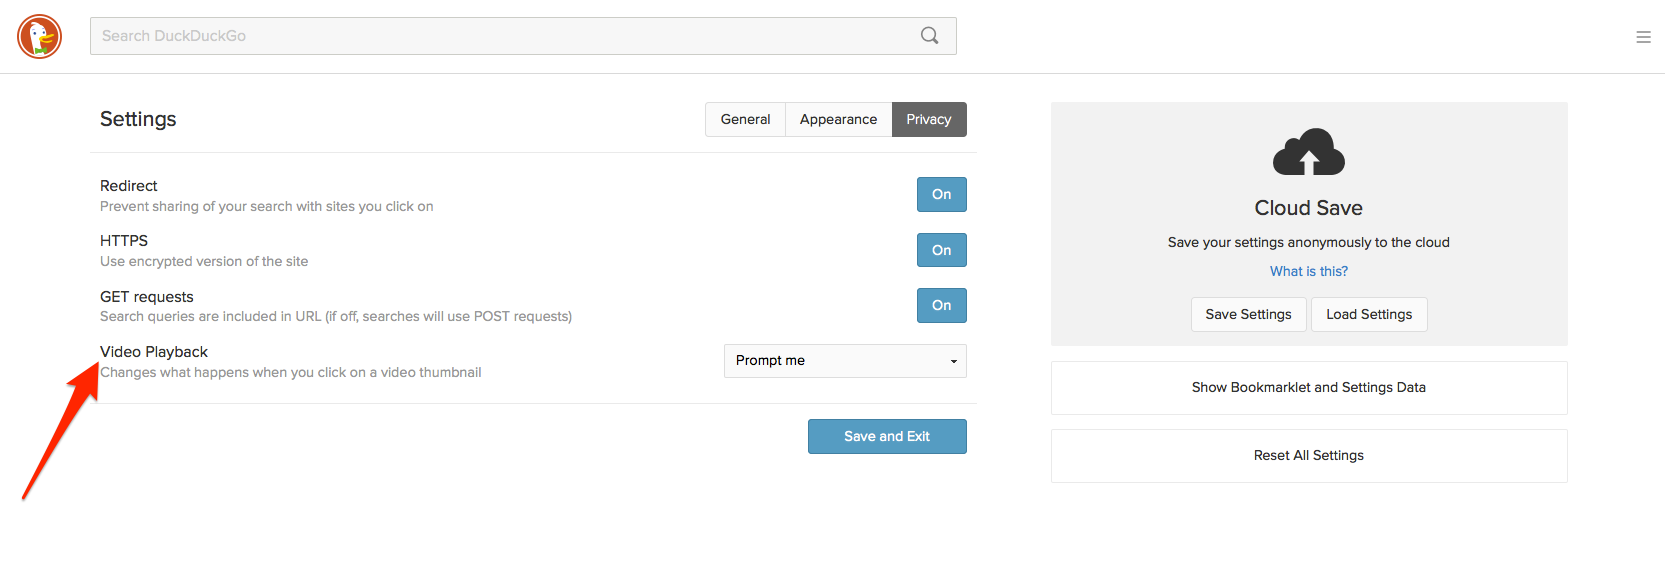 Search DuckDuckGo
Settings
General
Appearance
Privacy
Redirect
Prevent sharing of your search with sites you click on
On
HTTPS
Use encrypted version of the site
On
GET requests
Search queries are included in URL (if off, searches will use POST requests)
On
Video Playback
Changes what happens when you click on a video thumbnail
Prompt me
Save and Exit
Cloud Save
Save your settings anonymously to the cloud
What is this?
Save Settings
Load Settings
Show Bookmarklet and Settings Data
Reset All Settings